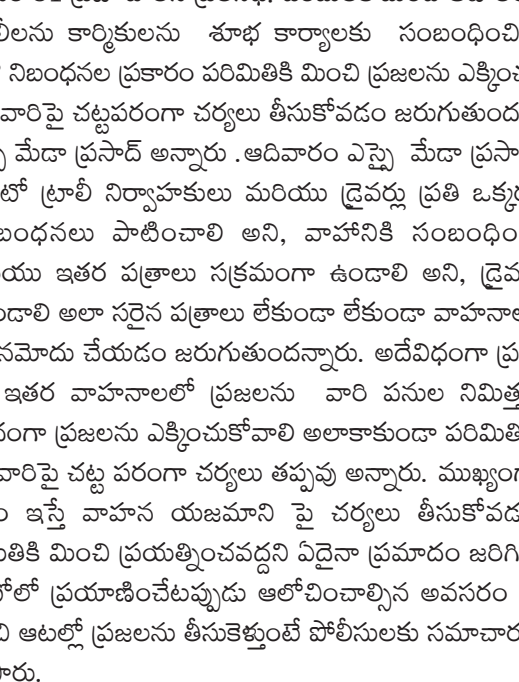 లీలను కార్మికులను శూభ కార్యాలకు సంబంధించి
నిబంధనల ప్రకారం పరిమితికి మించి ప్రజలను ఎక్కించ
వారిపై చట్టపరంగా చర్యలు తీసుకోవడం జరుగుతుంద
మేడా ప్రసాద్ అన్నారు .ఆదివారం ఎస్పై మేడా ప్రసా
టో ట్రాలీ నిర్వాహకులు మరియు డ్రైవర్లు ప్రతి ఒక్కర
బంధనలు పాటించాలి అని, వాహానికి సంబంధిం
యు ఇతర పత్రాలు సక్రమంగా ఉండాలి అని, డ్రైవ
ండాలి అలా సరైన పత్రాలు లేకుండా లేకుండా వాహనాల
నమోదు చేయడం జరుగుతుందన్నారు. అదేవిధంగా ప్ర
ఇతర వాహనాలలో ప్రజలను వారి పనుల నిమిత్త
నంగా ప్రజలను ఎక్కించుకోవాలి అలాకాకుండా పరిమితి
వారిపై చట్ట పరంగా చర్యలు తప్పవు అన్నారు. ముఖ్యంగ
ం ఇస్తే వాహన యజమాని పై చర్యలు తీసుకోవడ
మితికి మించి ప్రయత్నించవద్దని ఏదైనా ప్రమాదం జరిగి
లో ప్రయాణించేటప్పుడు ఆలోచించాల్సిన అవసరం
చి ఆటల్లో ప్రజలను తీసుకెళ్తుంటే పోలీసులకు సమాచార
ారు.